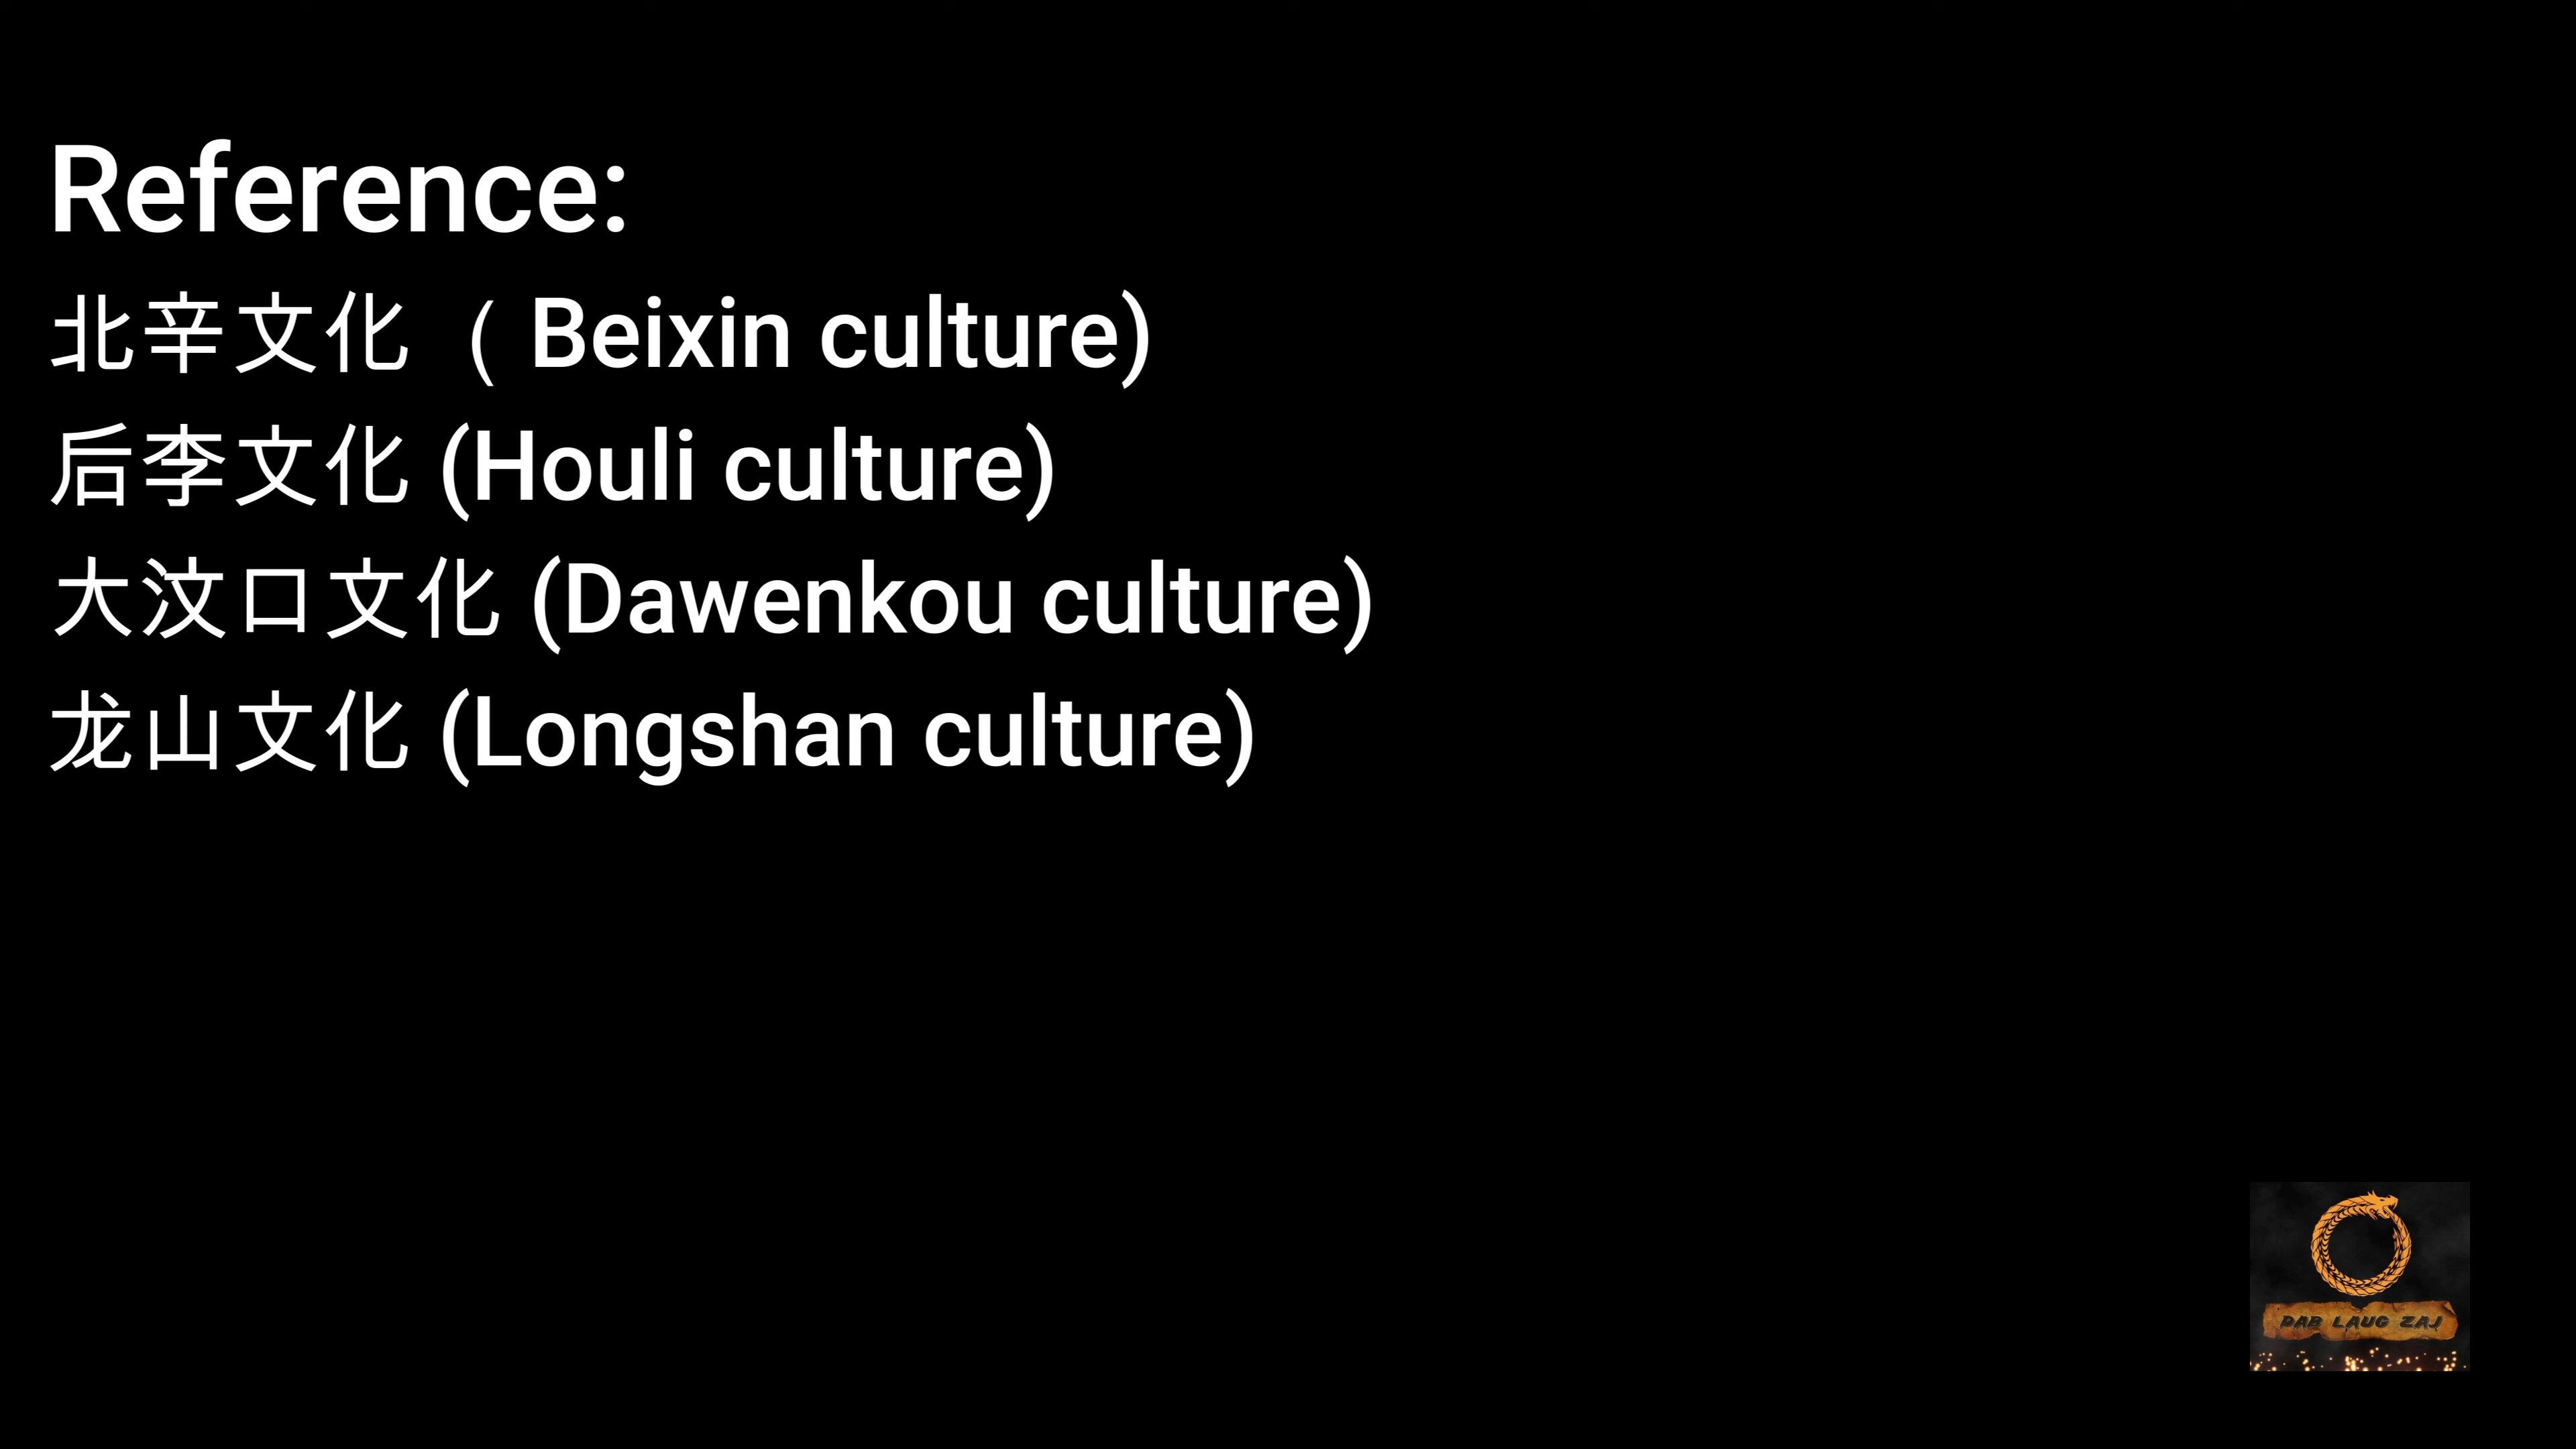 Reference:
北辛文化（ Beixin culture)
后李文化 (Houli culture)
大汶口文化 (Dawenkou culture)
龙山文化 (Longshan culture)
DAB LAUG ZAJ